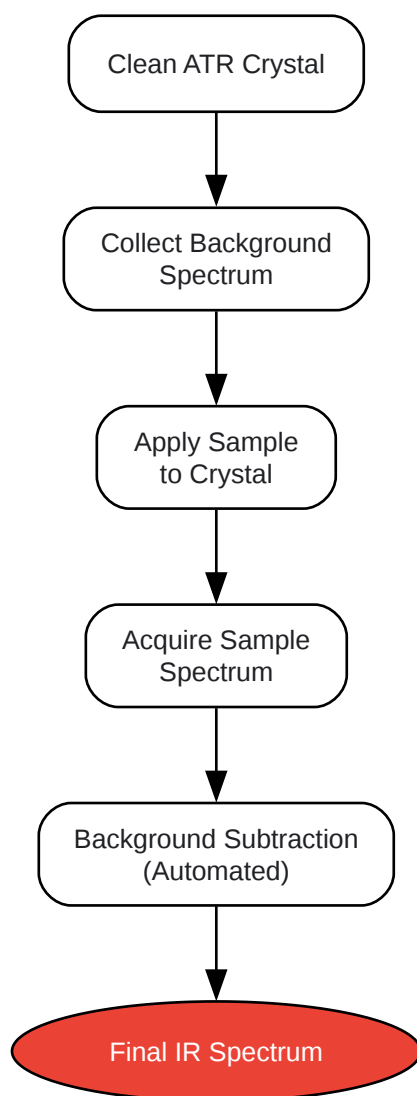 Clean ATR Crystal
Collect Background
Spectrum
Apply Sample
to Crystal
Acquire Sample
Spectrum
Background Subtraction
(Automated)
Final IR Spectrum